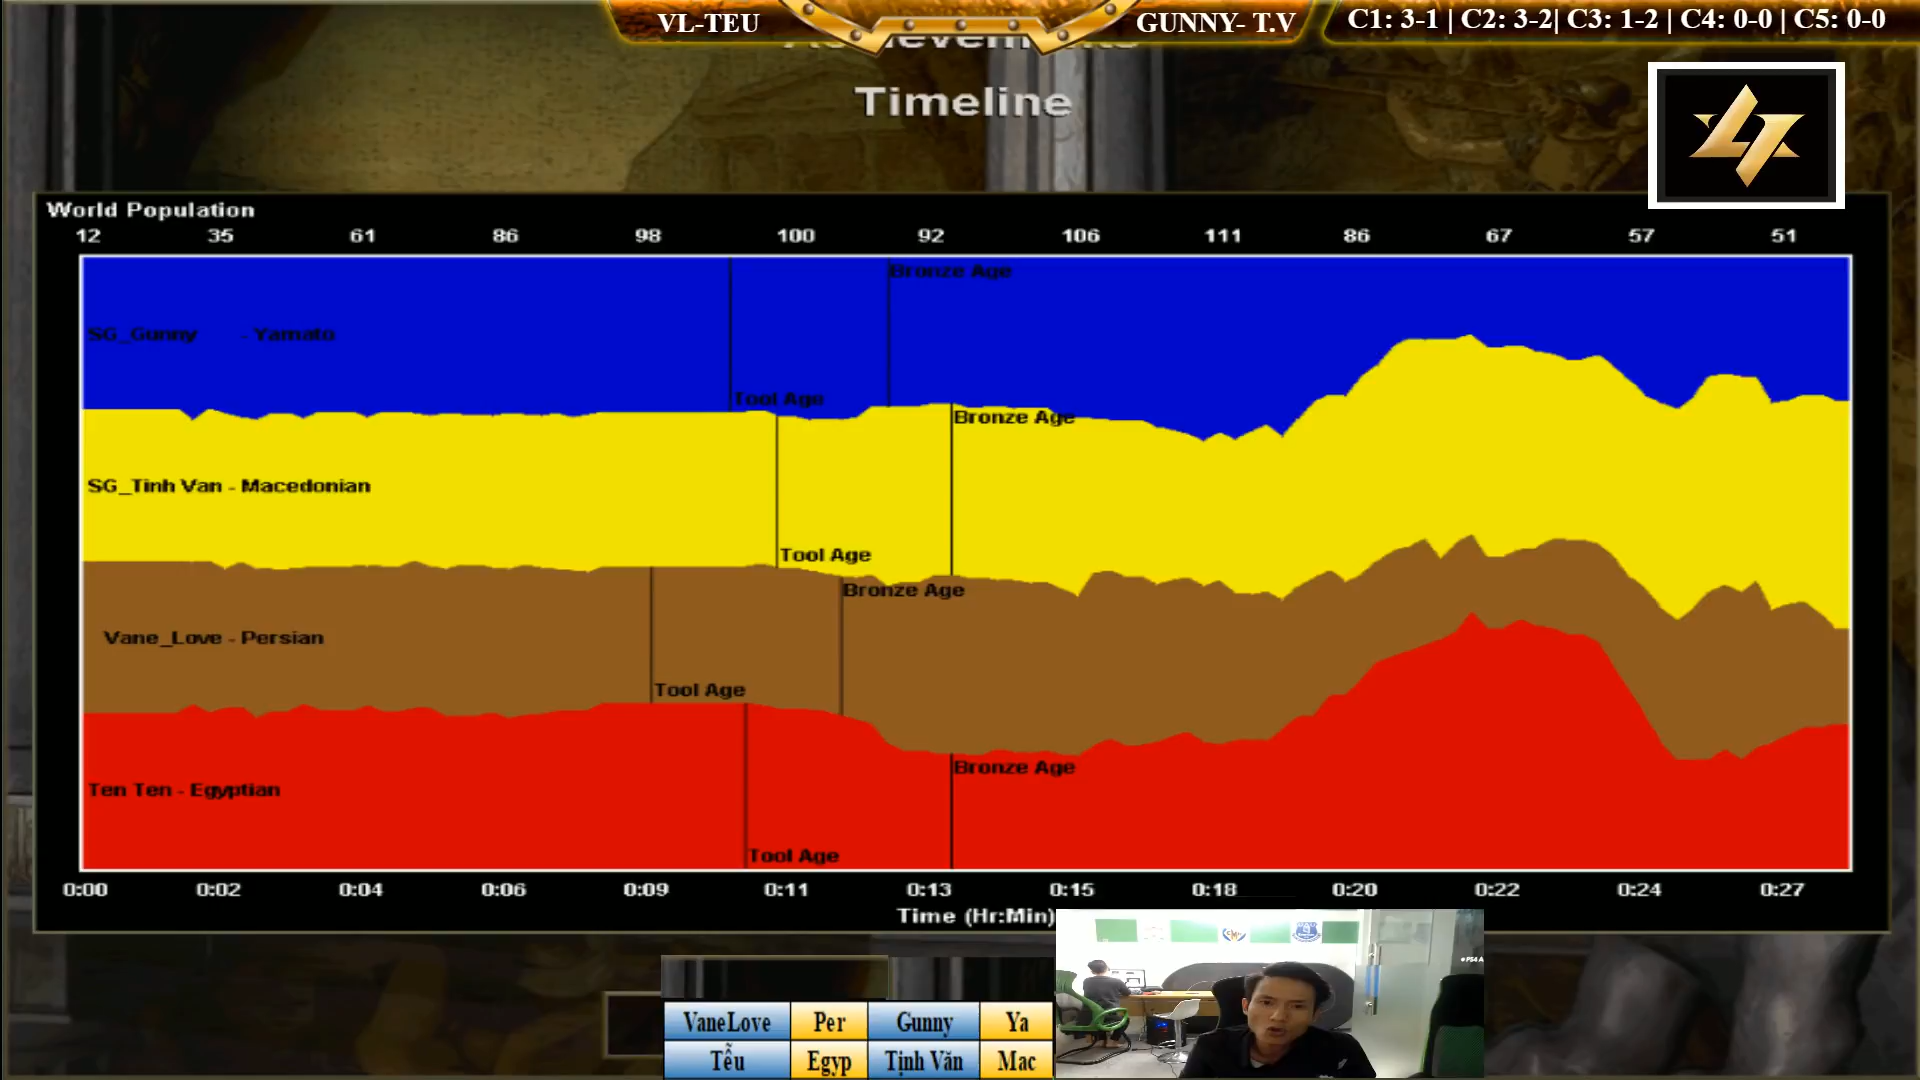 VL-TEU
GUNNY- T.V
C1: 3-1 | C2: 3-2| C3: 1-2 | C4: 0-0 | C5: 0-0
Achievements
Timeline
World Population
12 35 61 86 98 100 92 106 111 86 67 57 51
Bronze Age
SG_Gunny - Yamato
Tool Age
Bronze Age
SG_Tinh Van - Macedonian
Tool Age
Bronze Age
Vane_Love - Persian
Tool Age
Bronze Age
Ten Ten - Egyptian
Tool Age
0:00 0:02 0:04 0:06 0:09 0:11 0:13 0:15 0:18 0:20 0:22 0:24 0:27
Time (Hr:Min)
VaneLove Per Gunny Ya
Tễu Egyp Tịnh Văn Mac